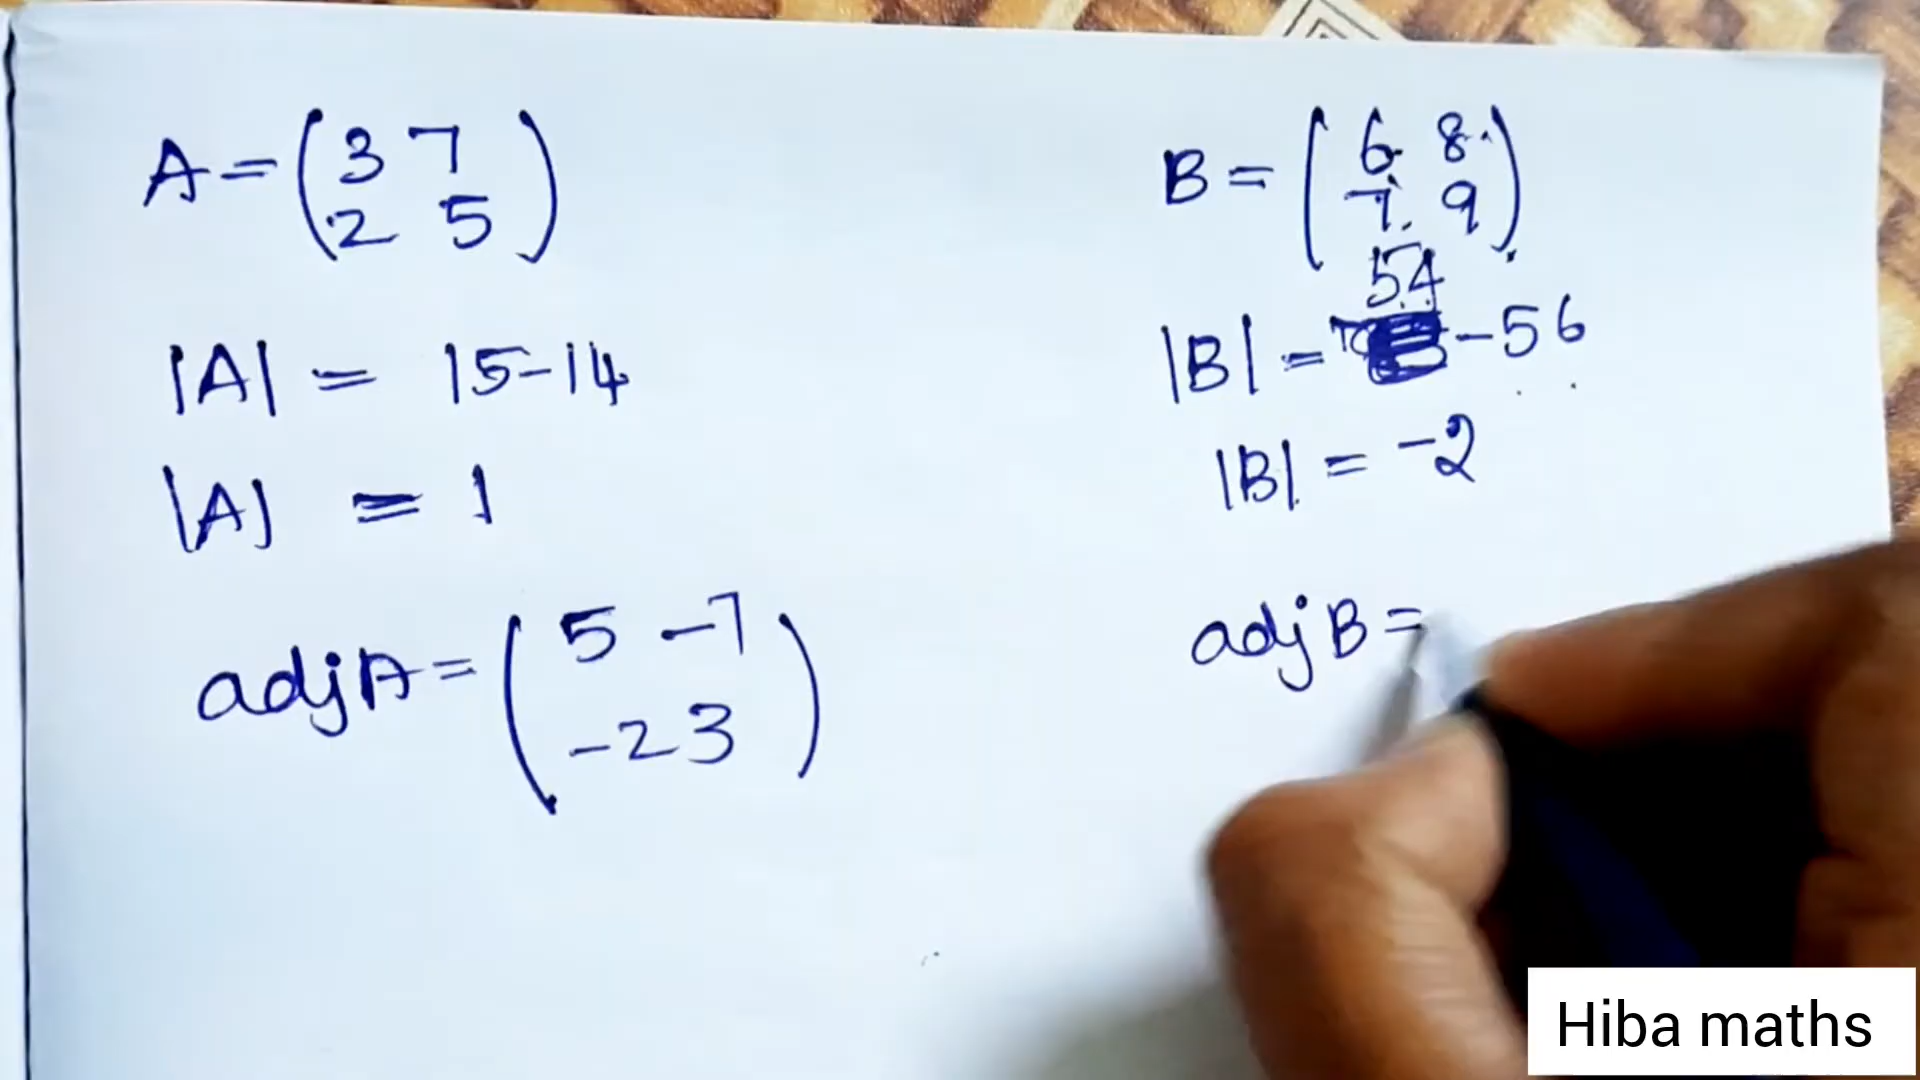 A = (3 7
2 5)
|A| = 15-14
|A| = 1
adjA = (5 -7
-2 3)
B = (6 8
7 9)
54
|B| = -56
|B| = -2
adj B =
Hiba maths